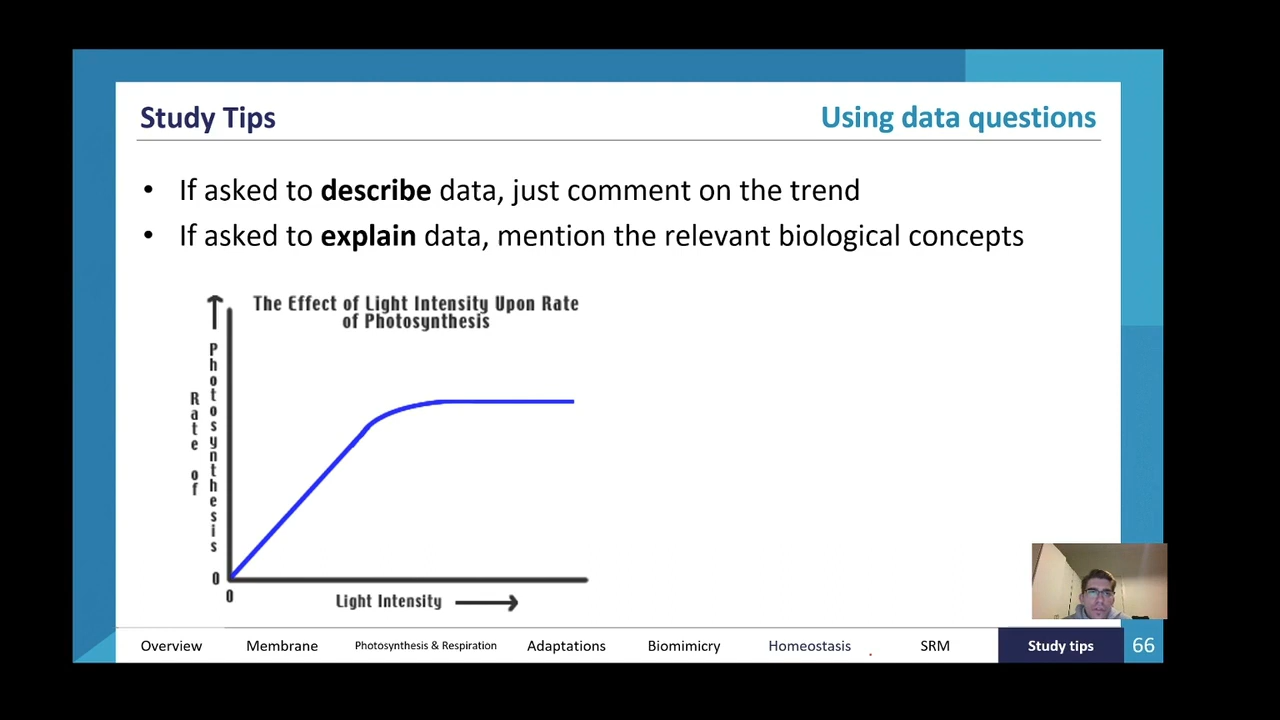 Study Tips
Using data questions
• If asked to describe data, just comment on the trend
• If asked to explain data, mention the relevant biological concepts
The Effect of Light Intensity Upon Rate
of Photosynthesis
Rate of
Photosynthesis
0
0
Light Intensity
Overview Membrane Photosynthesis & Respiration Adaptations Biomimicry Homeostasis SRM Study tips 66